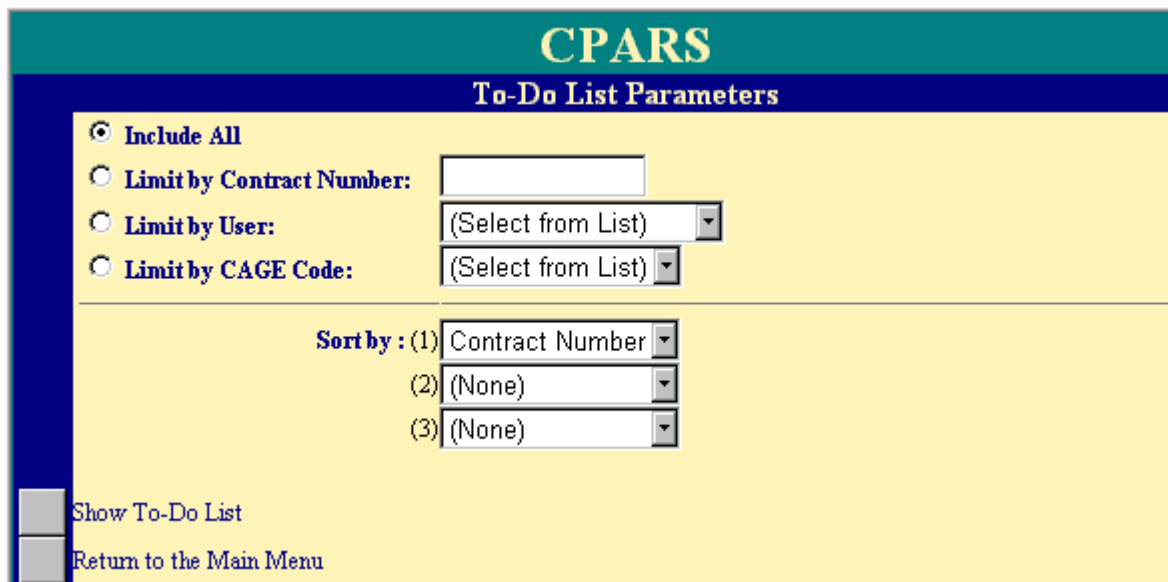 CPARS
To-Do List Parameters
Include All
Limit by Contract Number:
Limit by User: (Select from List)
Limit by CAGE Code: (Select from List)
Sort by : (1) Contract Number
(2) (None)
(3) (None)
Show To-Do List
Return to the Main Menu